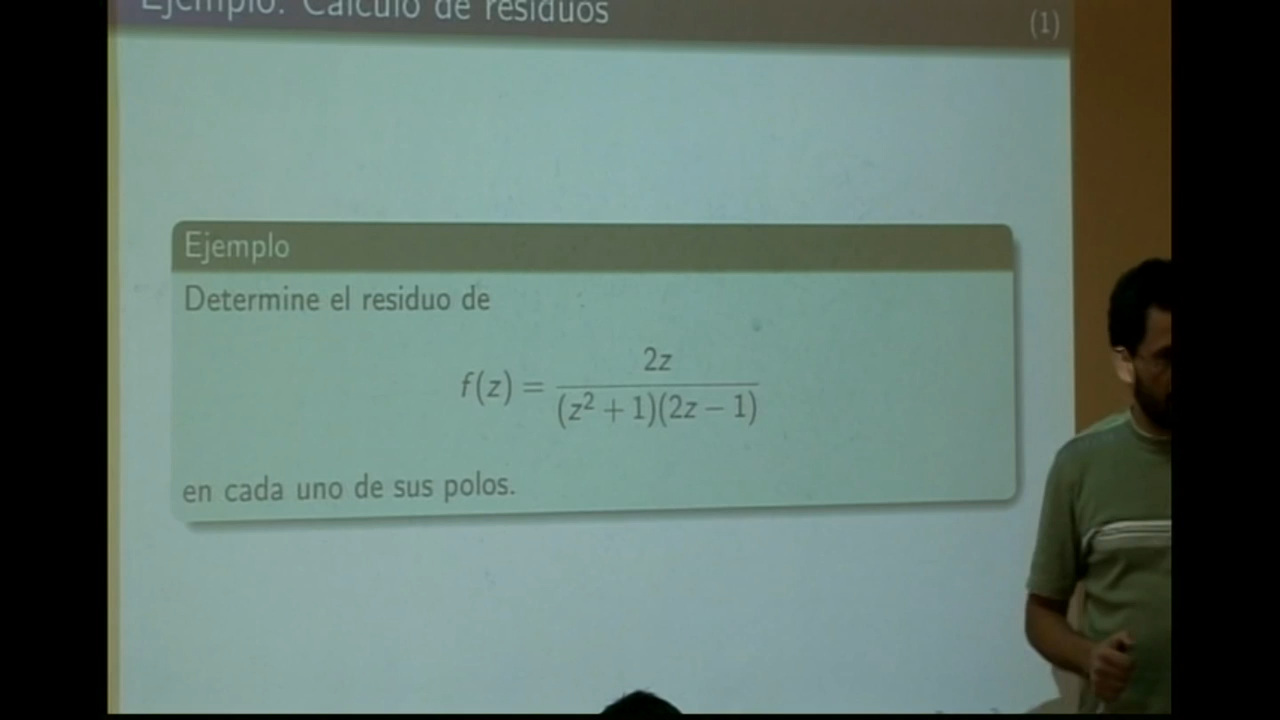 Ejemplo: Cálculo de residuos
(1)
Ejemplo
Determine el residuo de
f(z) = 2z / (z² + 1)(2z − 1)
en cada uno de sus polos.